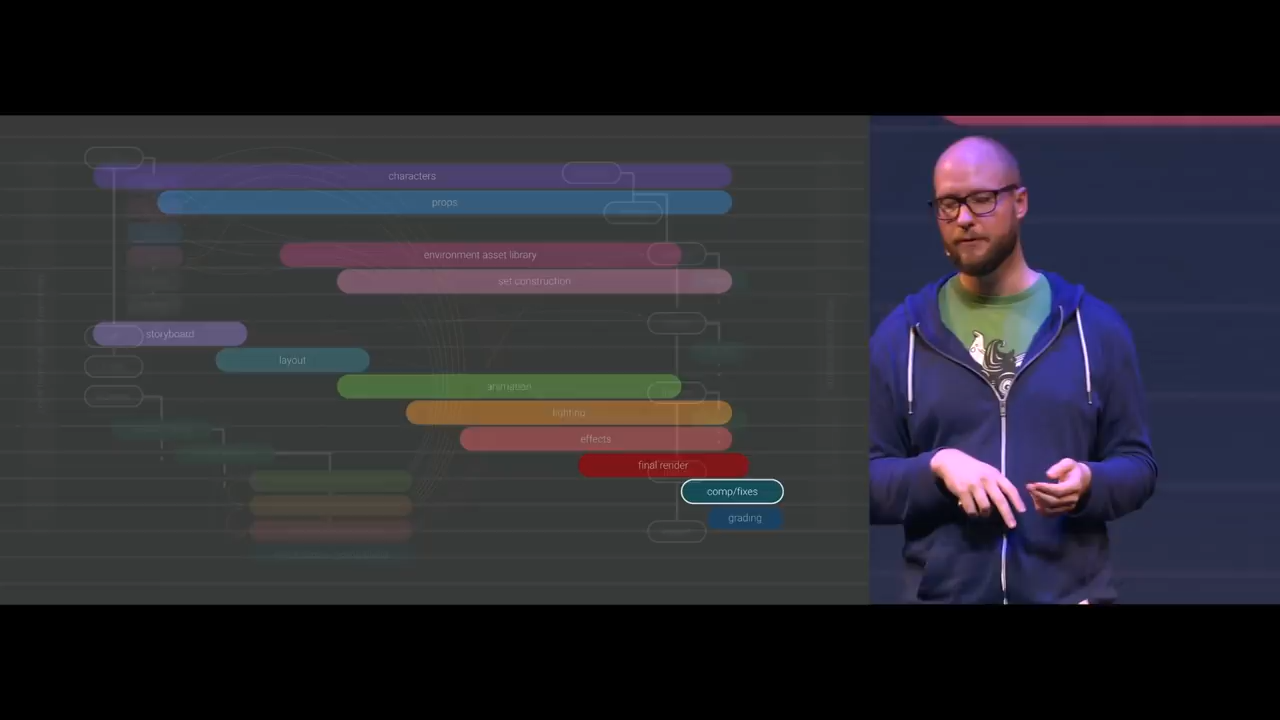 characters
props
environment asset library
set construction
storyboard
layout
animation
lighting
effects
final render
comp/fixes
grading